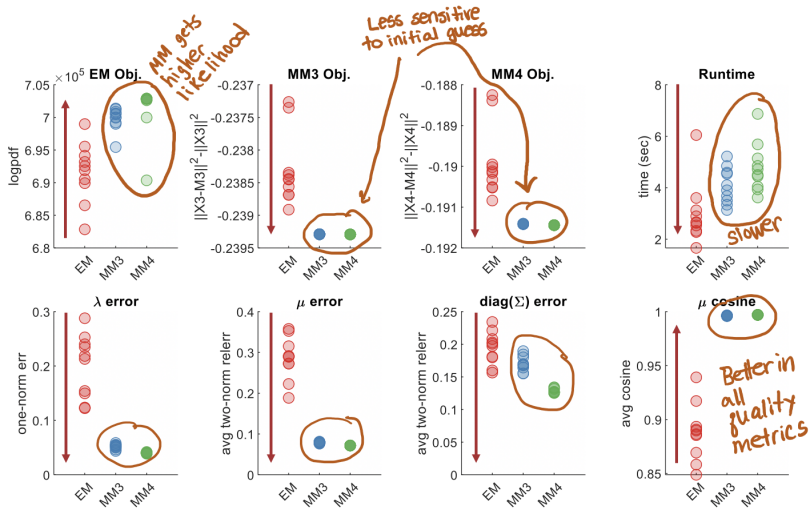 Less sensitive
to initial guess
MM gets
higher
likelihood
×10⁵
EM Obj.
7.05
7
6.95
6.9
6.85
6.8
logpdf
EM
MM3
MM4
MM3 Obj.
-0.237
-0.2375
-0.238
-0.2385
-0.239
-0.2395
||X3-M3||²-||X3||²
EM
MM3
MM4
MM4 Obj.
-0.188
-0.189
-0.19
-0.191
-0.192
||X4-M4||²-||X4||²
EM
MM3
MM4
Runtime
8
6
4
2
time (sec)
slower
EM
MM3
MM4
λ error
0.3
0.2
0.1
0
one-norm err
EM
MM3
MM4
μ error
0.4
0.3
0.2
0.1
0
avg two-norm relerr
EM
MM3
MM4
diag(Σ) error
0.25
0.2
0.15
0.1
0.05
0
avg two-norm relerr
EM
MM3
MM4
μ cosine
1
0.95
0.9
0.85
avg cosine
Better in
all
quality
metrics
EM
MM3
MM4